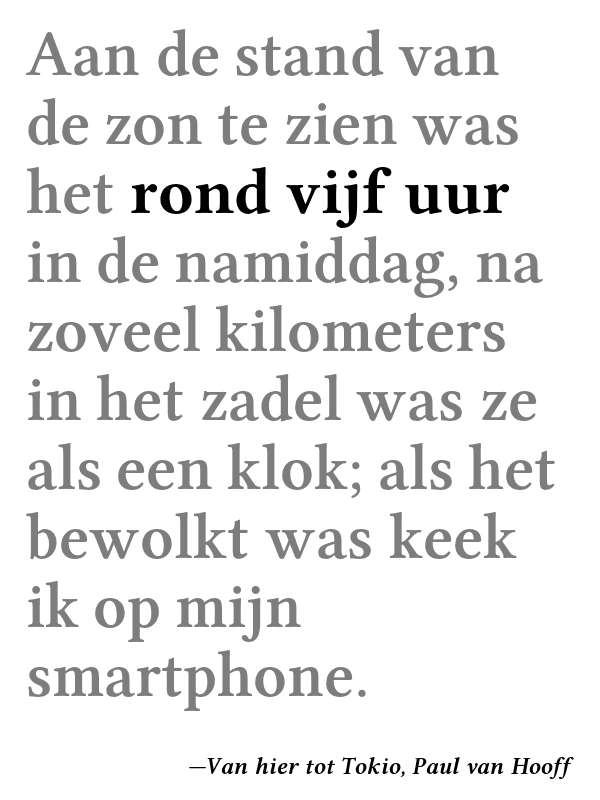 Aan de stand van
de zon te zien was
het rond vijf uur
in de namiddag, na
zoveel kilometers
in het zadel was ze
als een klok; als het
bewolkt was keek
ik op mijn
smartphone.
—Van hier tot Tokio, Paul van Hooff